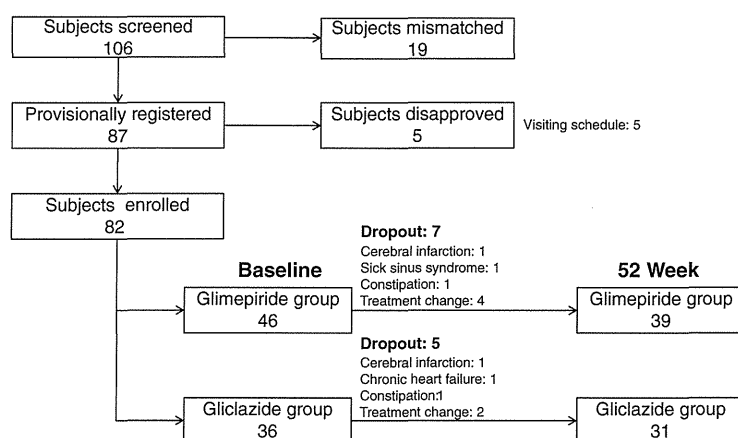 Subjects screened
106
Subjects mismatched
19
Provisionally registered
87
Subjects disapproved
5
Visiting schedule: 5
Subjects enrolled
82
Baseline
Glimepiride group
46
Dropout: 7
Cerebral infarction: 1
Sick sinus syndrome: 1
Constipation: 1
Treatment change: 4
52 Week
Glimepiride group
39
Gliclazide group
36
Dropout: 5
Cerebral infarction: 1
Chronic heart failure: 1
Constipation:1
Treatment change: 2
Gliclazide group
31